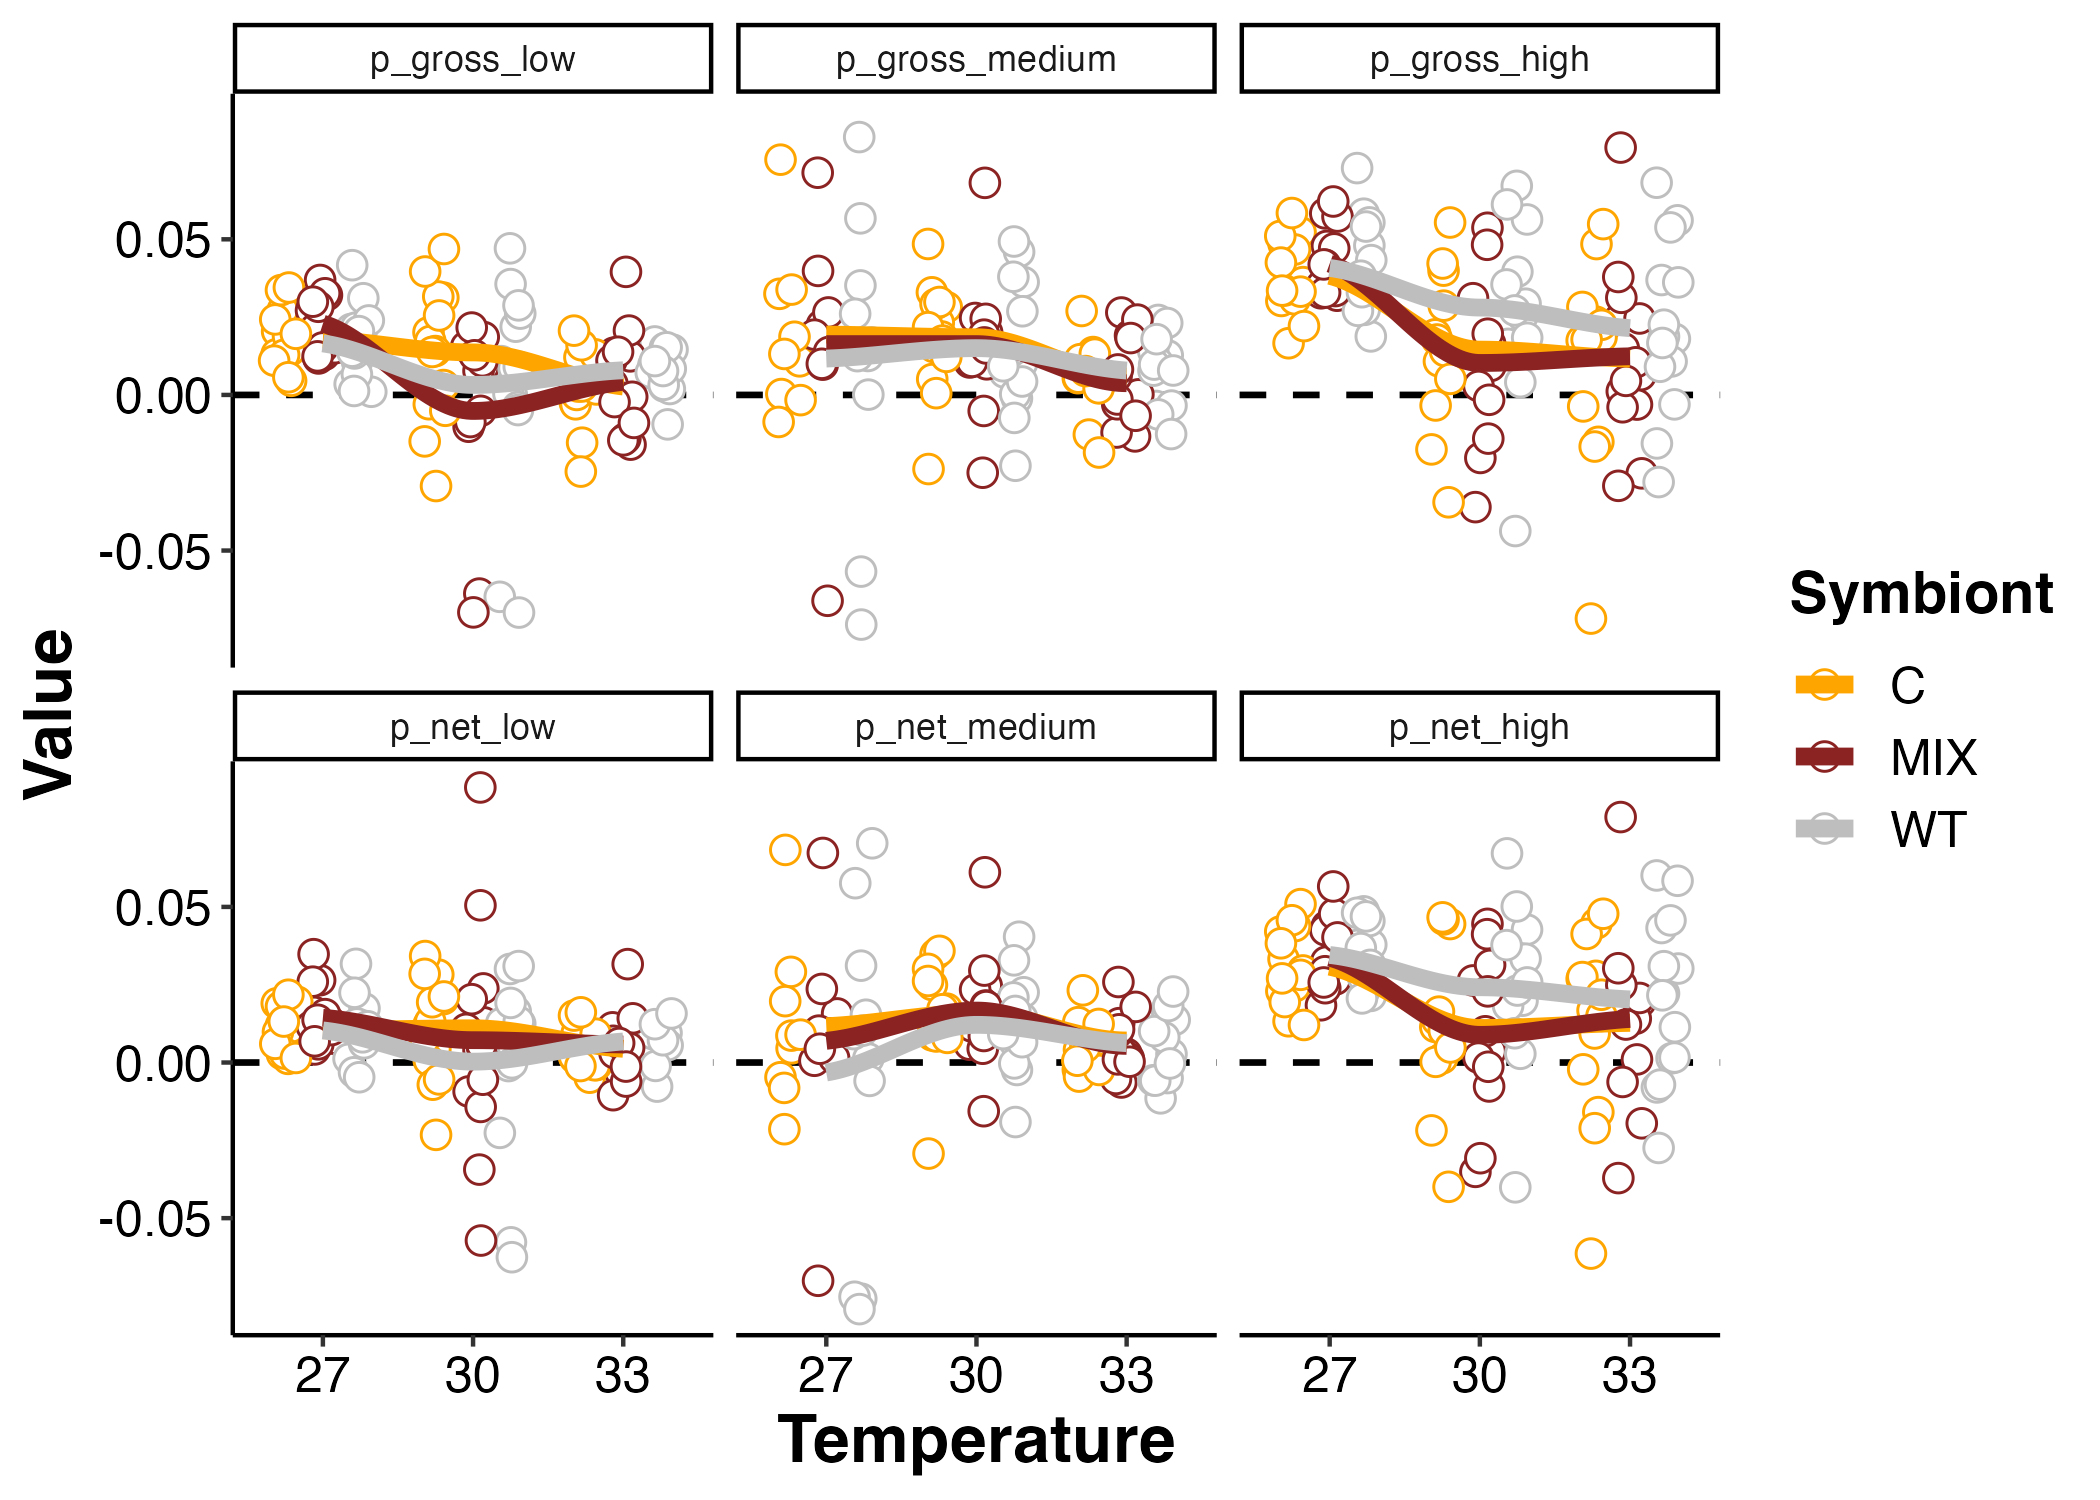 p_gross_low
p_gross_medium
p_gross_high
0.05
0.00
-0.05
p_net_low
p_net_medium
p_net_high
0.05
0.00
-0.05
27
30
33
27
30
33
27
30
33
Temperature
Value
Symbiont
C
MIX
WT